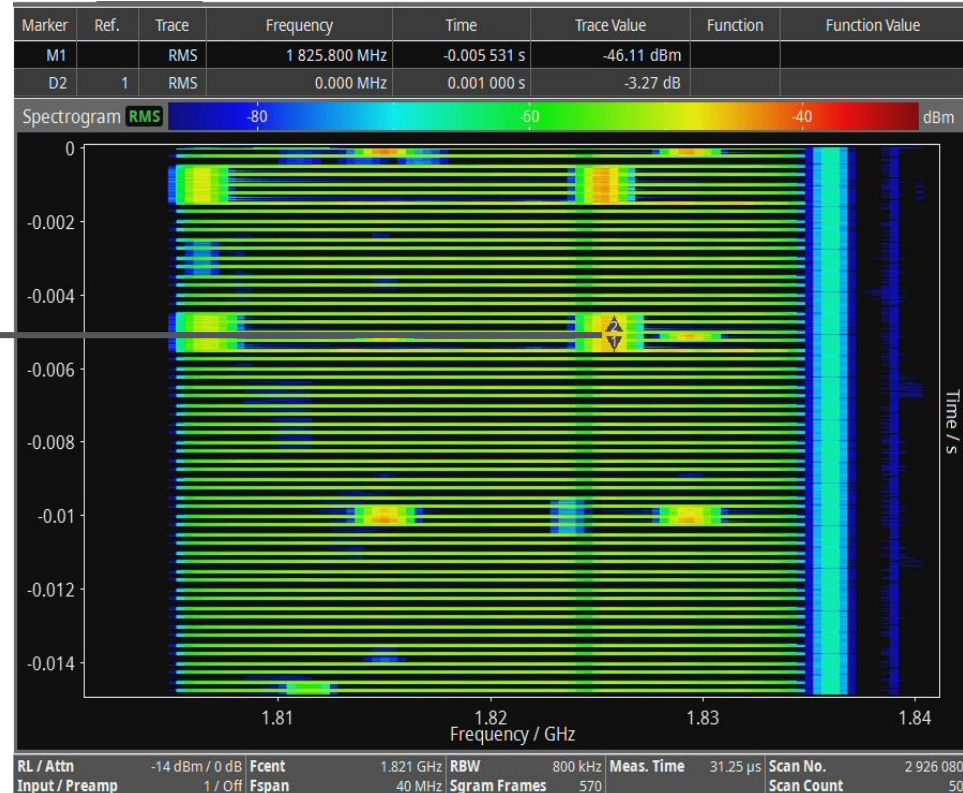 Marker Ref. Trace Frequency Time Trace Value Function Function Value
M1 RMS 1 825.800 MHz -0.005 531 s -46.11 dBm
D2 1 RMS 0.000 MHz 0.001 000 s -3.27 dB
Spectrogram RMS -80 -60 -40 dBm
0
-0.002
-0.004
2
1
-0.006
-0.008
-0.01
-0.012
-0.014
Time / s
1.81 1.82 1.83 1.84
Frequency / GHz
RL / Attn -14 dBm / 0 dB Fcent 1.821 GHz RBW 800 kHz Meas. Time 31.25 µs Scan No. 2 926 080
Input / Preamp 1 / Off Fspan 40 MHz Sgram Frames 570 Scan Count 50